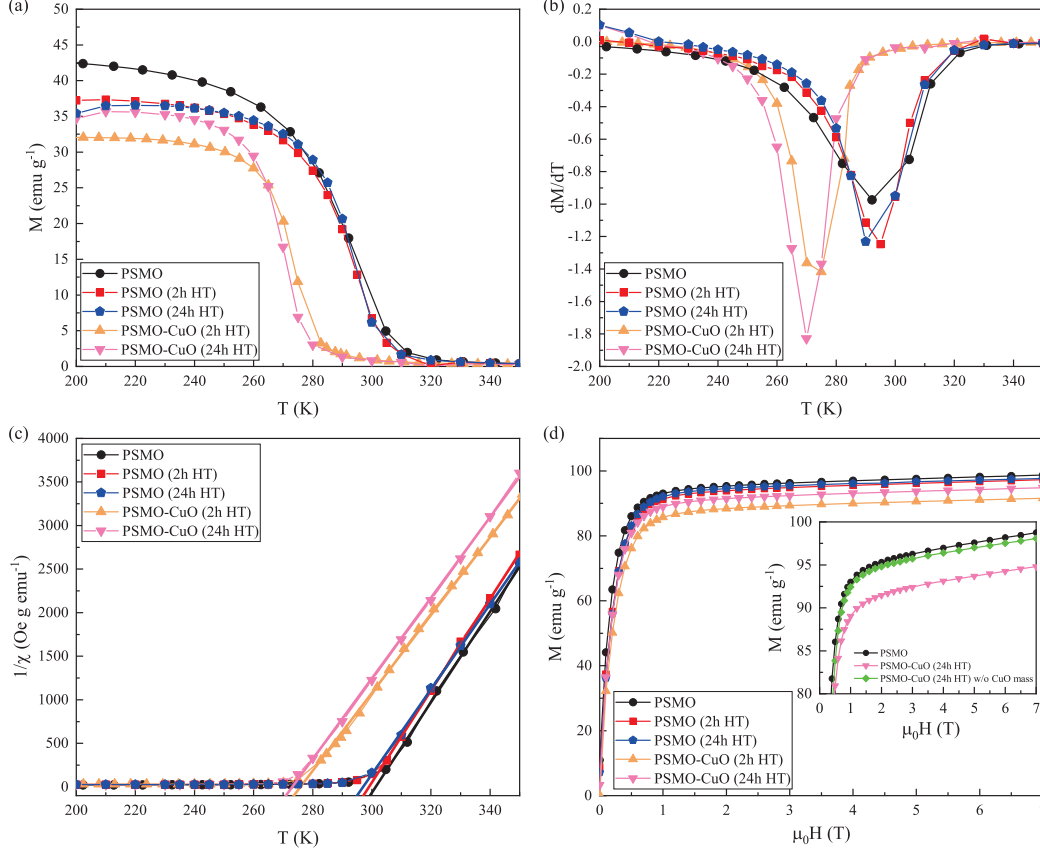 (a)
M (emu g⁻¹)
50
45
40
35
30
25
20
15
10
5
0
PSMO
PSMO (2h HT)
PSMO (24h HT)
PSMO-CuO (2h HT)
PSMO-CuO (24h HT)
200 220 240 260 280 300 320 340
T (K)
(b)
dM/dT
0.2
0.0
-0.2
-0.4
-0.6
-0.8
-1.0
-1.2
-1.4
-1.6
-1.8
-2.0
PSMO
PSMO (2h HT)
PSMO (24h HT)
PSMO-CuO (2h HT)
PSMO-CuO (24h HT)
200 220 240 260 280 300 320 340
T (K)
(c)
1/χ (Oe g emu⁻¹)
4000
3500
3000
2500
2000
1500
1000
500
0
PSMO
PSMO (2h HT)
PSMO (24h HT)
PSMO-CuO (2h HT)
PSMO-CuO (24h HT)
200 220 240 260 280 300 320 340
T (K)
(d)
M (emu g⁻¹)
100
80
60
40
20
0
PSMO
PSMO (2h HT)
PSMO (24h HT)
PSMO-CuO (2h HT)
PSMO-CuO (24h HT)
0 1 2 3 4 5 6 7
μ₀H (T)
M (emu g⁻¹)
100
95
90
85
80
PSMO
PSMO-CuO (24h HT)
PSMO-CuO (24h HT) w/o CuO mass
0 1 2 3 4 5 6 7
μ₀H (T)